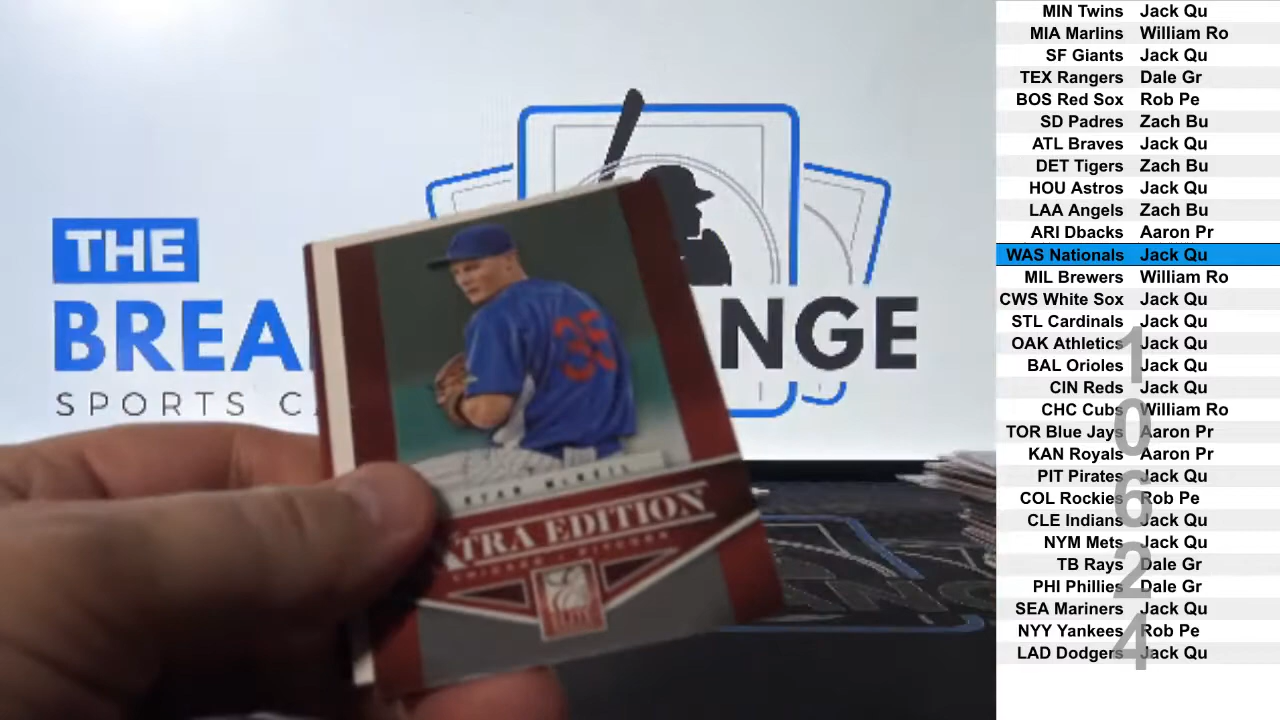 THE
BREA
NGE
SPORTS C
35
RYAN McNEIL
TRA EDITION
CHICAGO • PITCHER
Elite
MIN Twins Jack Qu
MIA Marlins William Ro
SF Giants Jack Qu
TEX Rangers Dale Gr
BOS Red Sox Rob Pe
SD Padres Zach Bu
ATL Braves Jack Qu
DET Tigers Zach Bu
HOU Astros Jack Qu
LAA Angels Zach Bu
ARI Dbacks Aaron Pr
WAS Nationals Jack Qu
MIL Brewers William Ro
CWS White Sox Jack Qu
STL Cardinals Jack Qu
OAK Athletics Jack Qu
BAL Orioles Jack Qu
CIN Reds Jack Qu
CHC Cubs William Ro
TOR Blue Jays Aaron Pr
KAN Royals Aaron Pr
PIT Pirates Jack Qu
COL Rockies Rob Pe
CLE Indians Jack Qu
NYM Mets Jack Qu
TB Rays Dale Gr
PHI Phillies Dale Gr
SEA Mariners Jack Qu
NYY Yankees Rob Pe
LAD Dodgers Jack Qu
10624